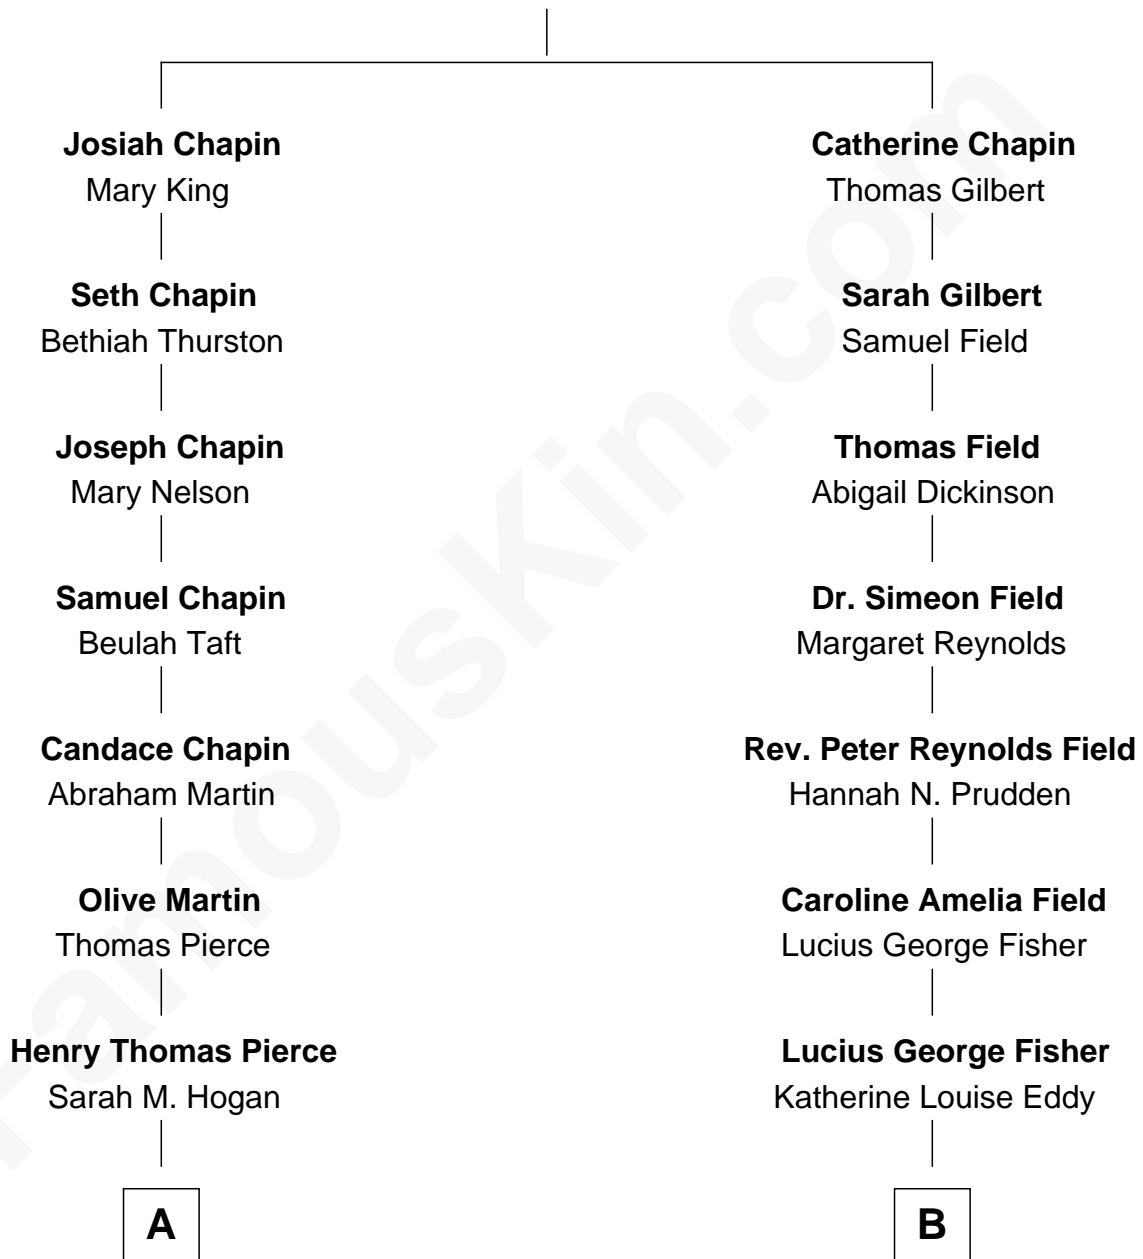 Josiah Chapin
Mary King
Catherine Chapin
Thomas Gilbert
Seth Chapin
Bethiah Thurston
Sarah Gilbert
Samuel Field
Joseph Chapin
Mary Nelson
Thomas Field
Abigail Dickinson
Samuel Chapin
Beulah Taft
Dr. Simeon Field
Margaret Reynolds
Candace Chapin
Abraham Martin
Rev. Peter Reynolds Field
Hannah N. Prudden
Olive Martin
Thomas Pierce
Caroline Amelia Field
Lucius George Fisher
Henry Thomas Pierce
Sarah M. Hogan
Lucius George Fisher
Katherine Louise Eddy
A
B
FamousKin.com